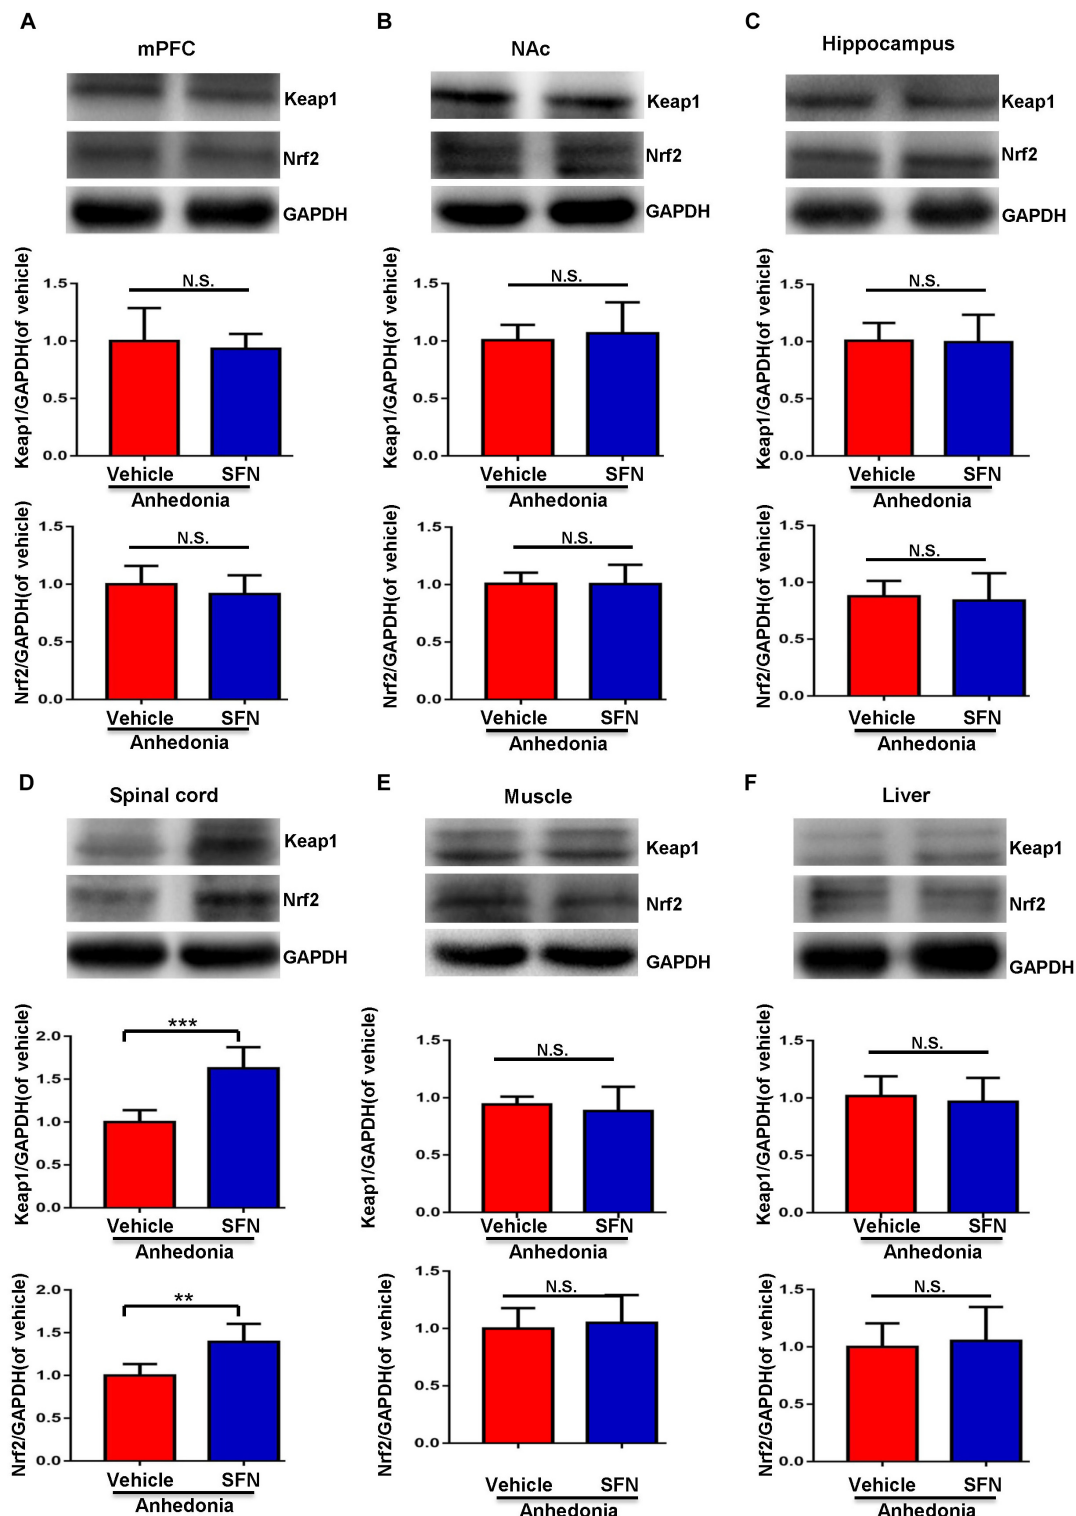 A
mPFC
Keap1
Nrf2
GAPDH
Keap1/GAPDH(of vehicle)
1.5
1.0
0.5
0.0
N.S.
Vehicle SFN
Anhedonia
Nrf2/GAPDH(of vehicle)
1.5
1.0
0.5
0.0
N.S.
Vehicle SFN
Anhedonia
B
NAc
Keap1
Nrf2
GAPDH
Keap1/GAPDH(of vehicle)
1.5
1.0
0.5
0.0
N.S.
Vehicle SFN
Anhedonia
Nrf2/GAPDH(of vehicle)
1.5
1.0
0.5
0.0
N.S.
Vehicle SFN
Anhedonia
C
Hippocampus
Keap1
Nrf2
GAPDH
Keap1/GAPDH(of vehicle)
1.5
1.0
0.5
0.0
N.S.
Vehicle SFN
Anhedonia
Nrf2/GAPDH(of vehicle)
1.5
1.0
0.5
0.0
N.S.
Vehicle SFN
Anhedonia
D
Spinal cord
Keap1
Nrf2
GAPDH
Keap1/GAPDH(of vehicle)
2.0
1.5
1.0
0.5
0.0
***
Vehicle SFN
Anhedonia
Nrf2/GAPDH(of vehicle)
2.0
1.5
1.0
0.5
0.0
**
Vehicle SFN
Anhedonia
E
Muscle
Keap1
Nrf2
GAPDH
Keap1/GAPDH(of vehicle)
1.5
1.0
0.5
0.0
N.S.
Vehicle SFN
Anhedonia
Nrf2/GAPDH(of vehicle)
1.5
1.0
0.5
0.0
N.S.
Vehicle SFN
Anhedonia
F
Liver
Keap1
Nrf2
GAPDH
Keap1/GAPDH(of vehicle)
1.5
1.0
0.5
0.0
N.S.
Vehicle SFN
Anhedonia
Nrf2/GAPDH(of vehicle)
1.5
1.0
0.5
0.0
N.S.
Vehicle SFN
Anhedonia